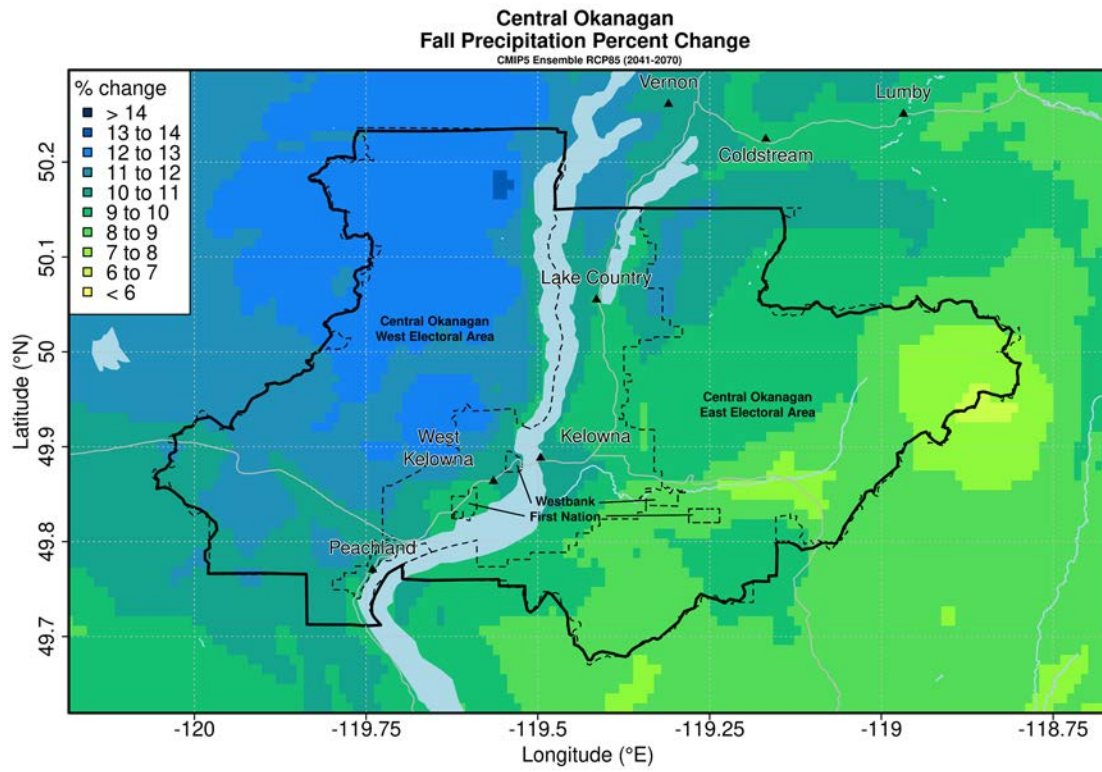 Central Okanagan
Fall Precipitation Percent Change
CMIP5 Ensemble RCP85 (2041-2070)
% change
> 14
13 to 14
12 to 13
11 to 12
10 to 11
9 to 10
8 to 9
7 to 8
6 to 7
< 6
Vernon
Lumby
Coldstream
Lake Country
Central Okanagan
West Electoral Area
Central Okanagan
East Electoral Area
West
Kelowna
Kelowna
Westbank
First Nation
Peachland
Latitude (°N)
50.2
50.1
50
49.9
49.8
49.7
-120
-119.75
-119.5
-119.25
-119
-118.75
Longitude (°E)